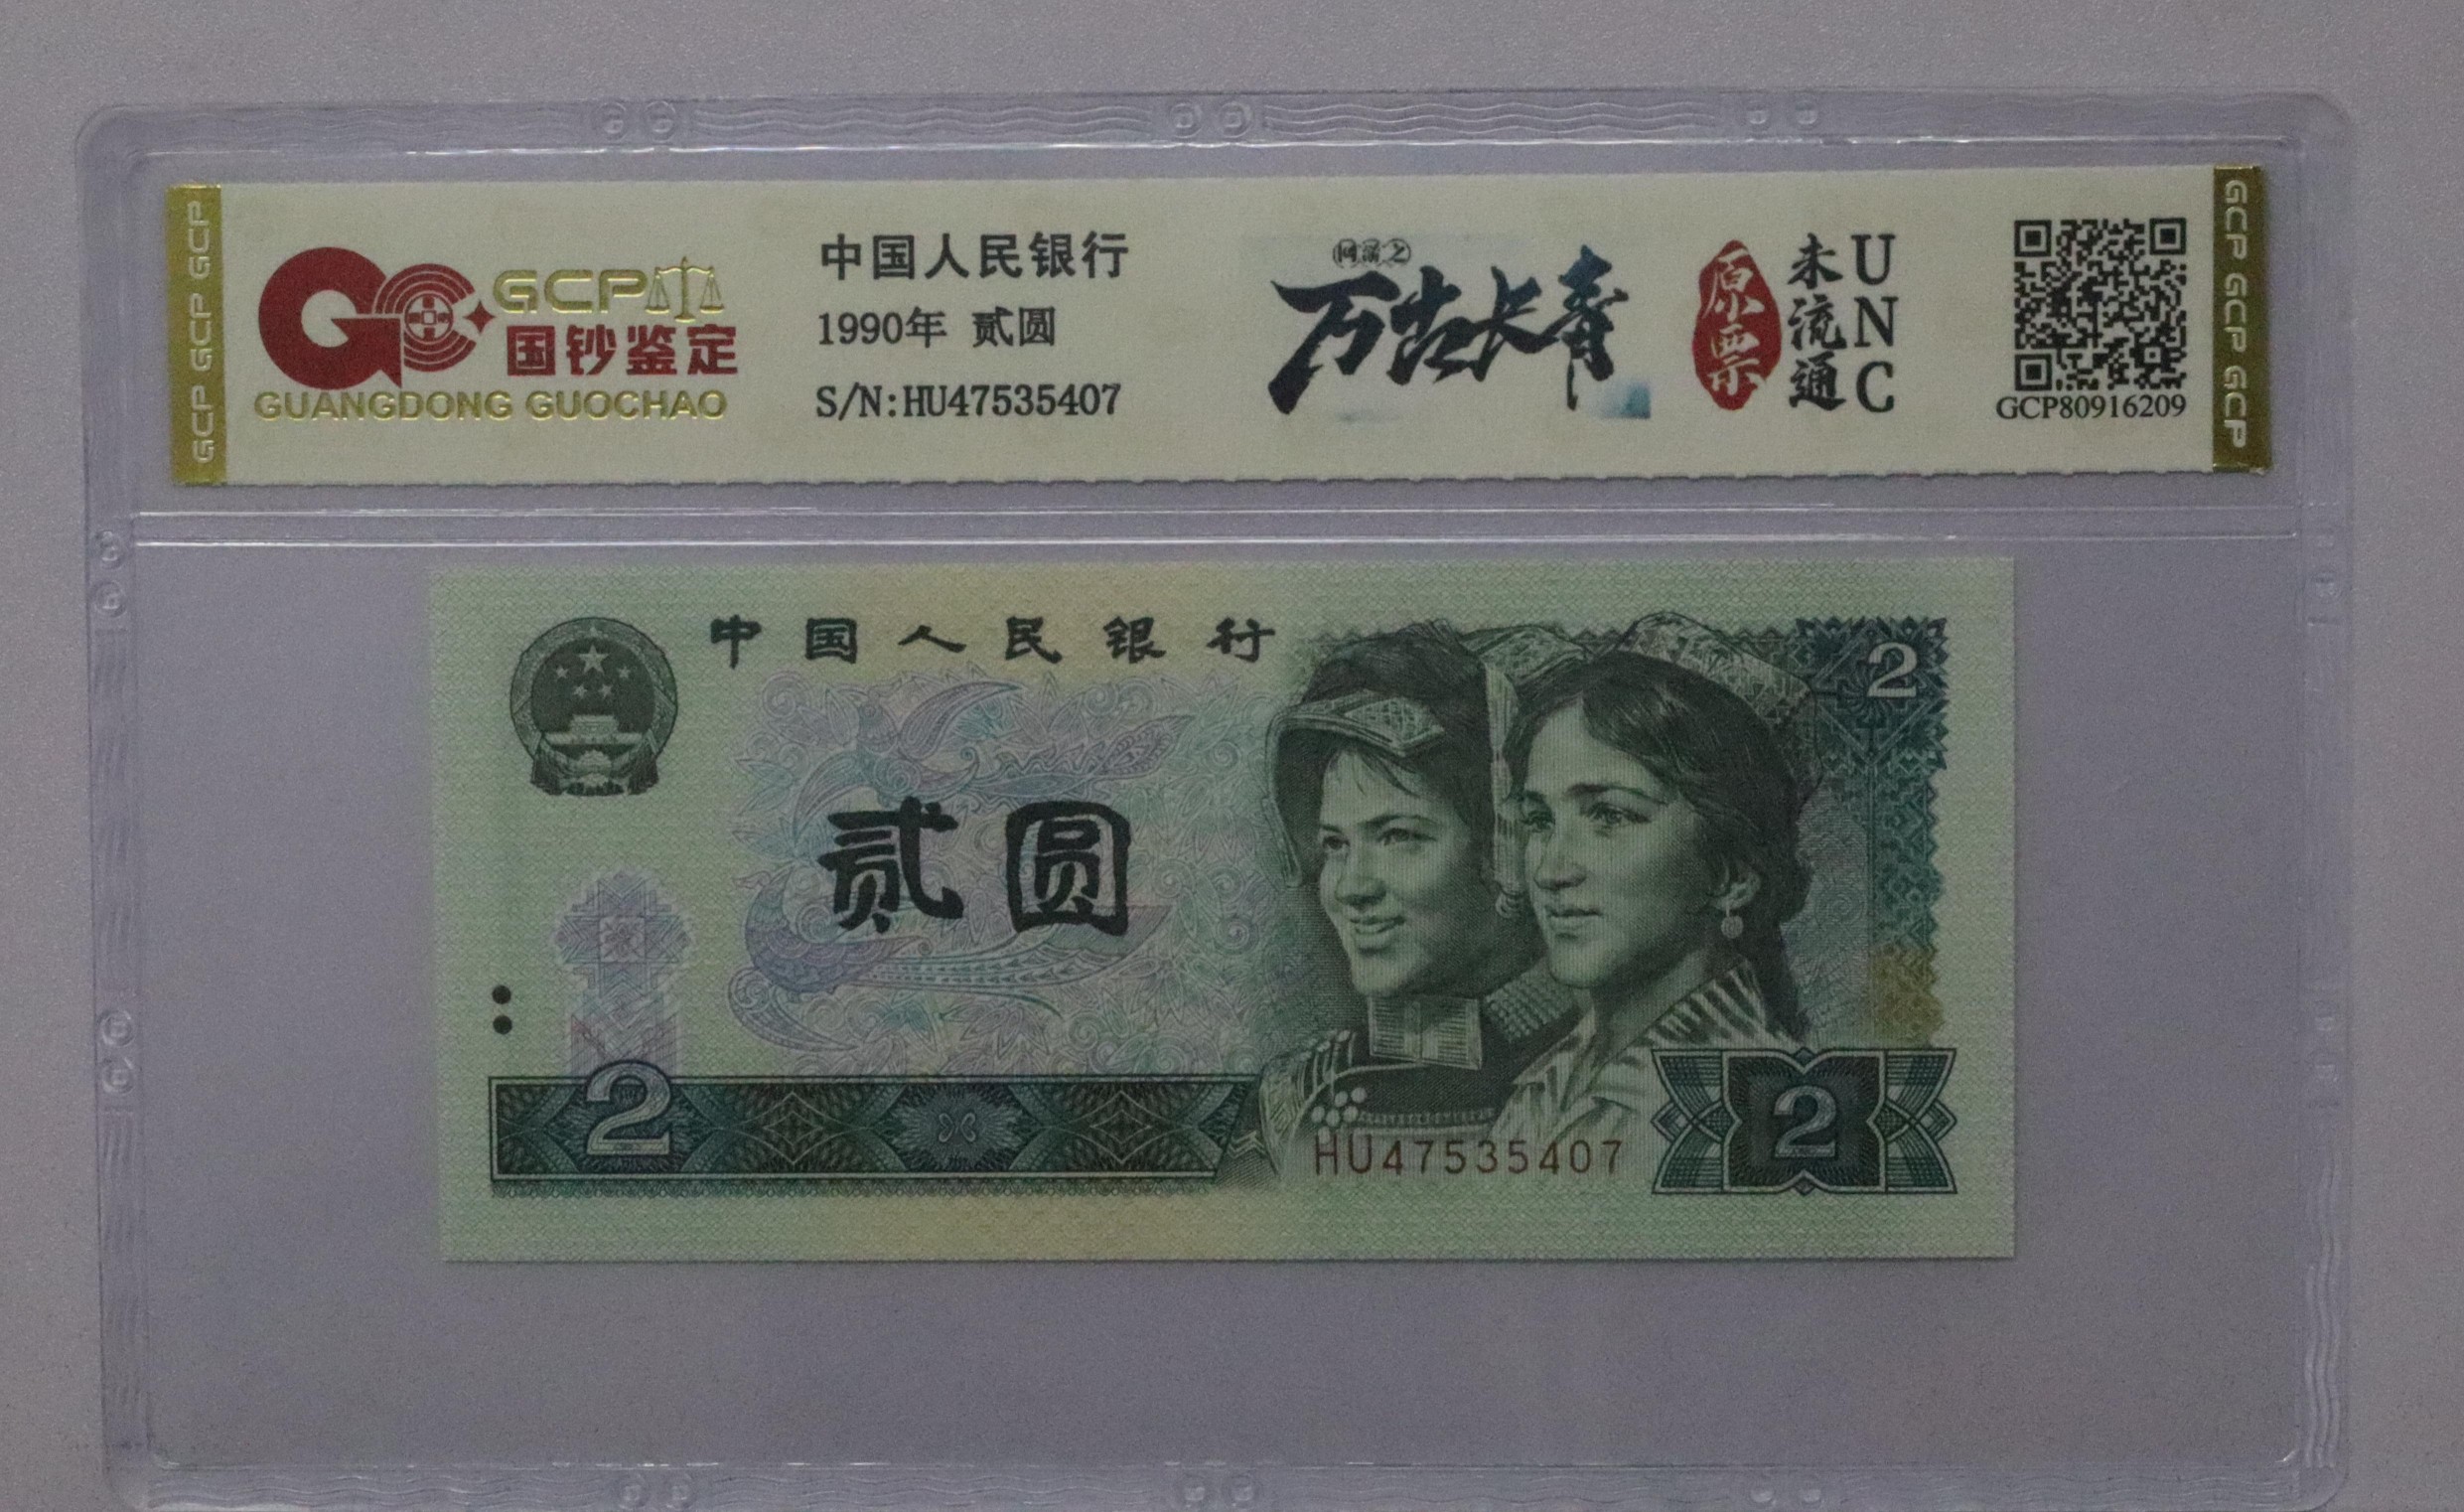 GCP GCP GCP
GCP
国钞鉴定
GUANGDONG GUOCHAO
中国人民银行
1990年 贰圆
S/N:HU47535407
万古长青
原票
未流通
UNC
GCP80916209
GCP GCP GCP
中国人民银行
2
贰圆
2
HU47535407
2